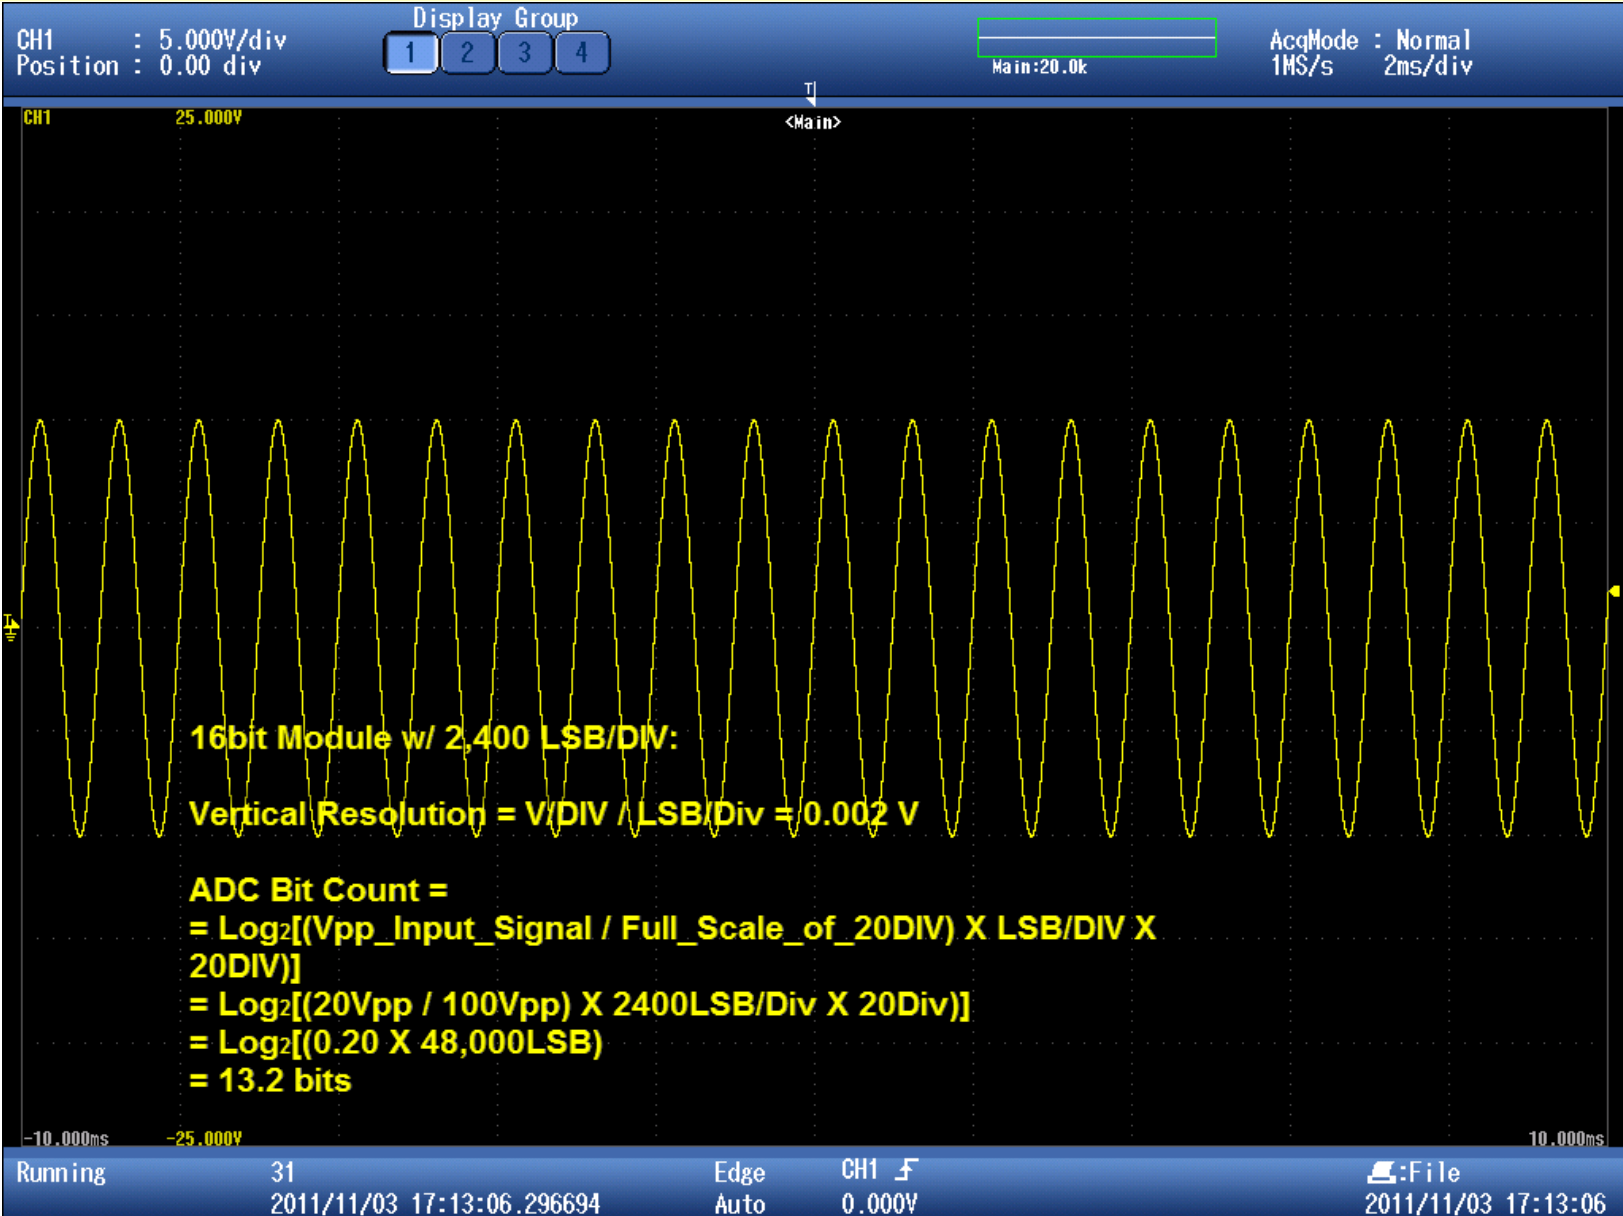 Display Group
CH1 : 5.000V/div
Position : 0.00 div
1 2 3 4
Main:20.0k
AcqMode : Normal
1MS/s 2ms/div
T
CH1 25.000V
<Main>
T
16bit Module w/ 2,400 LSB/DIV:
Vertical Resolution = V/DIV / LSB/Div = 0.002 V
ADC Bit Count =
= Log2[(Vpp_Input_Signal / Full_Scale_of_20DIV) X LSB/DIV X
20DIV)]
= Log2[(20Vpp / 100Vpp) X 2400LSB/Div X 20Div)]
= Log2[(0.20 X 48,000LSB)
= 13.2 bits
-10.000ms -25.000V 10.000ms
Running 31 Edge CH1 :File
2011/11/03 17:13:06.296694 Auto 0.000V 2011/11/03 17:13:06